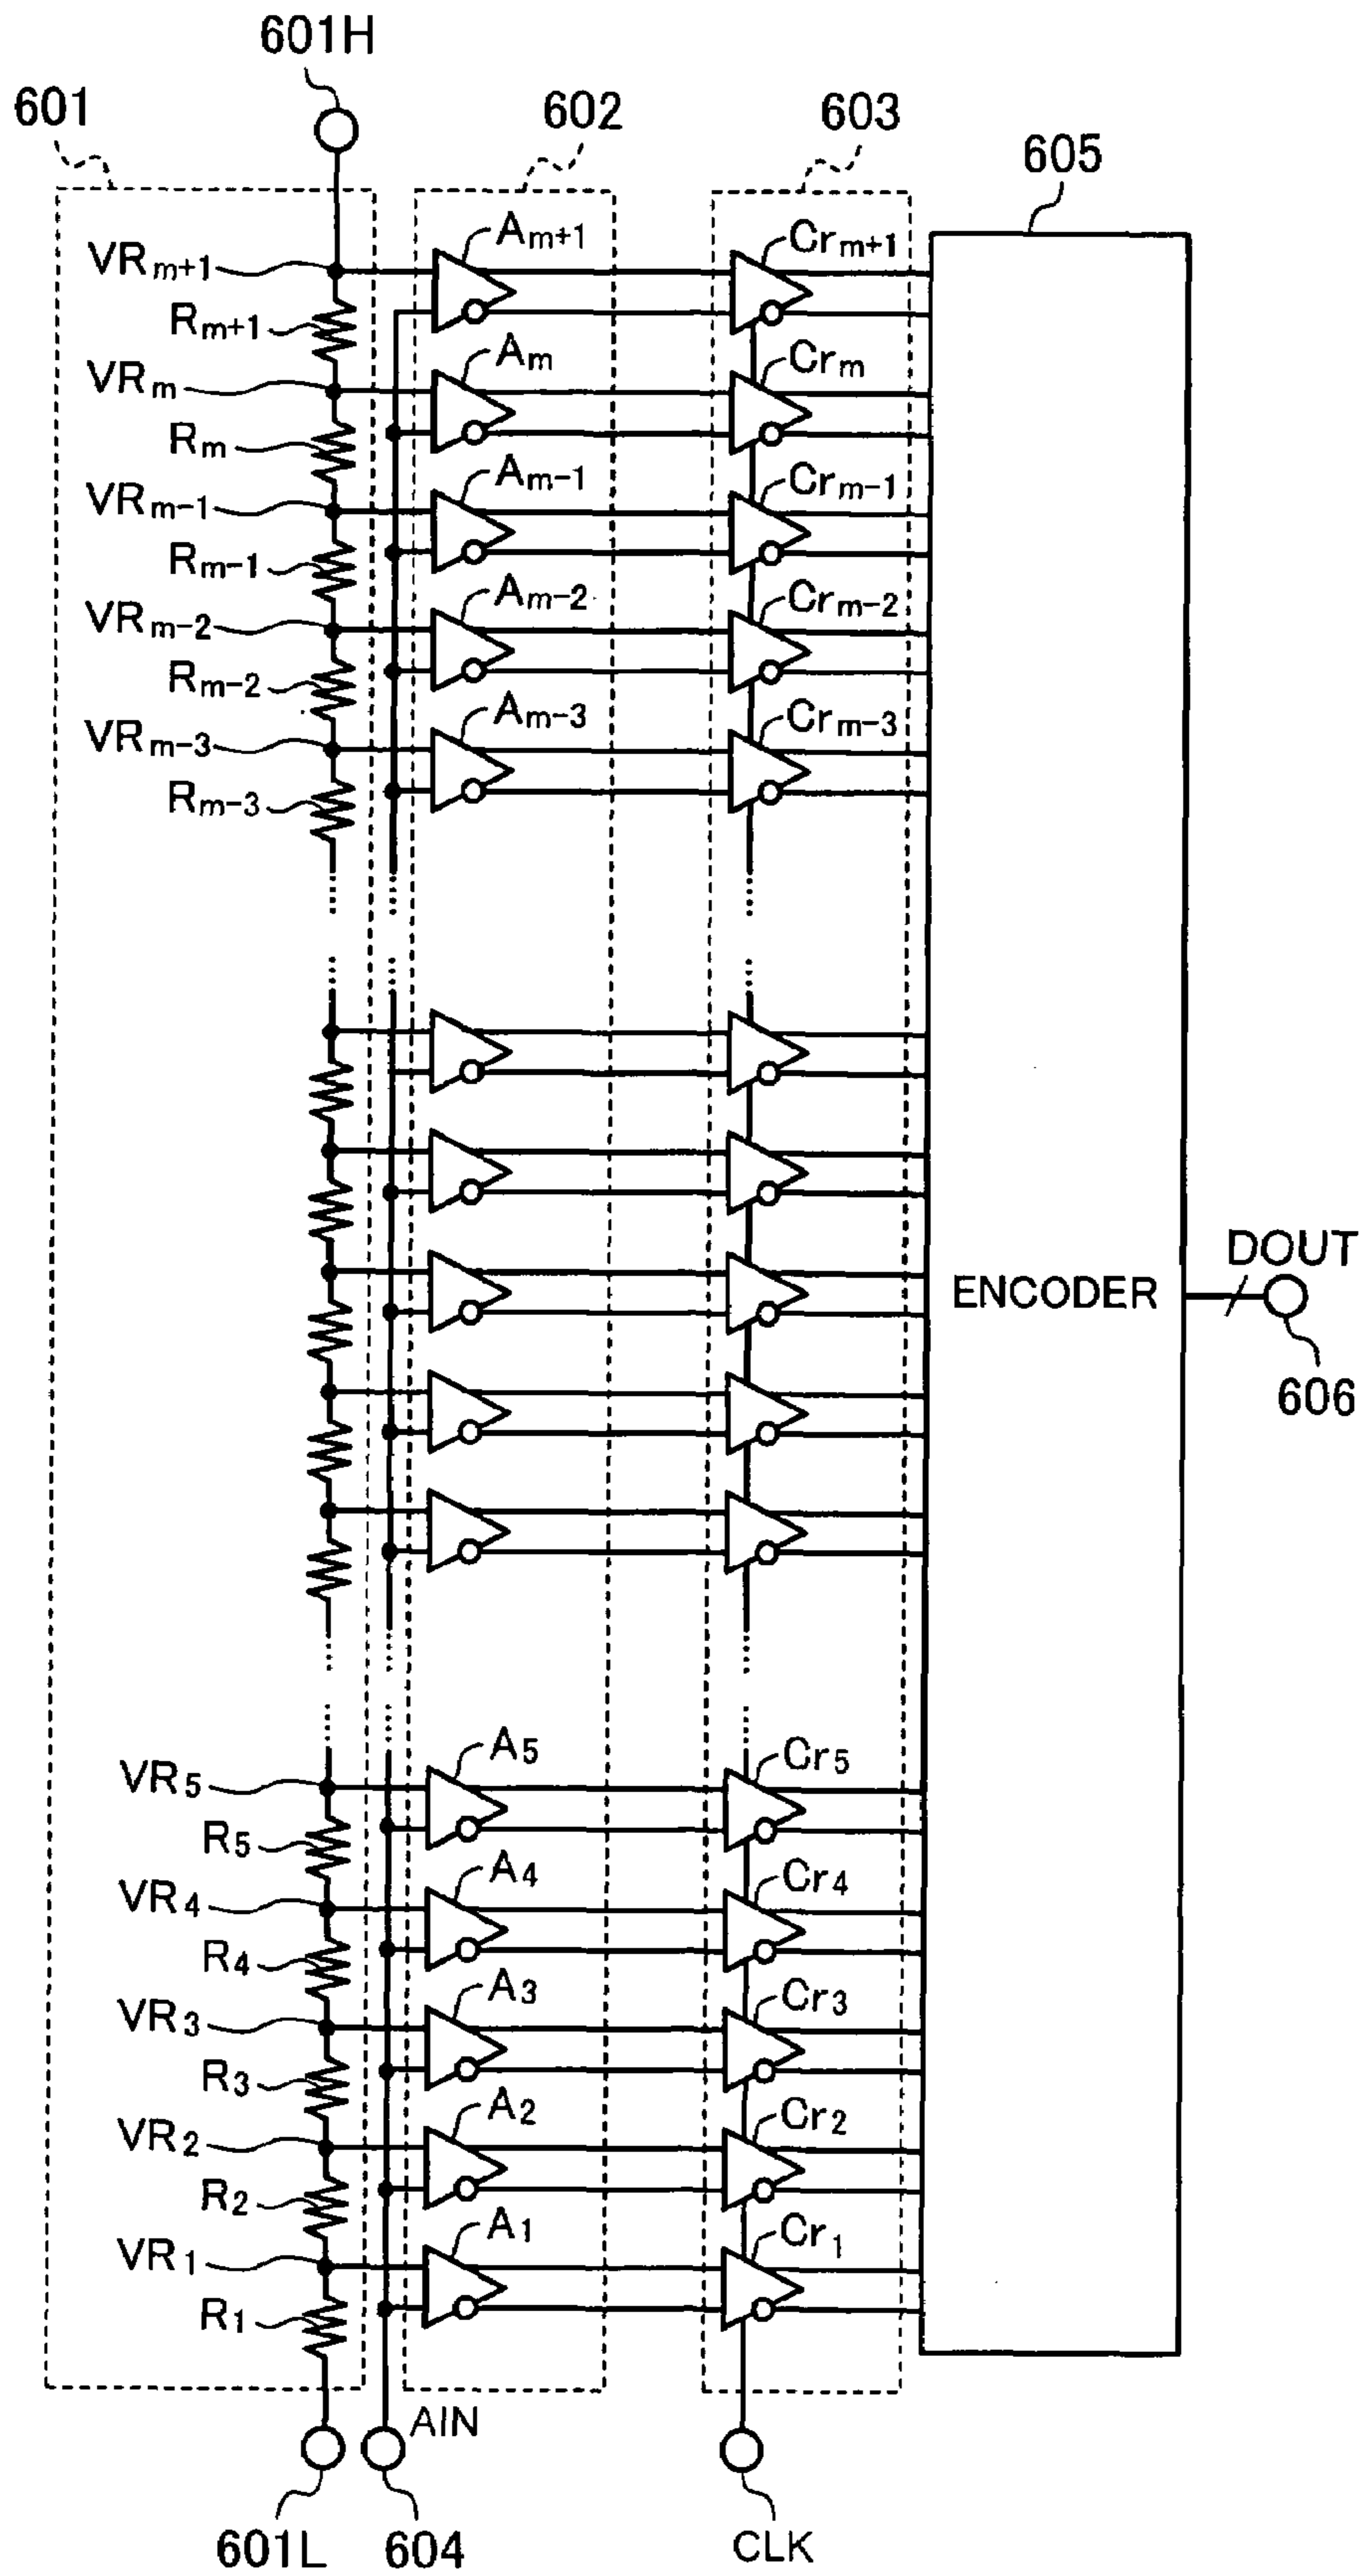 601H
601
602
603
605
VRm+1
Am+1
Crm+1
Rm+1
VRm
Am
Crm
Rm
VRm-1
Am-1
Crm-1
Rm-1
VRm-2
Am-2
Crm-2
Rm-2
VRm-3
Am-3
Crm-3
Rm-3
ENCODER
DOUT
606
VR5
A5
Cr5
R5
VR4
A4
Cr4
R4
VR3
A3
Cr3
R3
VR2
A2
Cr2
R2
VR1
A1
Cr1
R1
AIN
601L
604
CLK